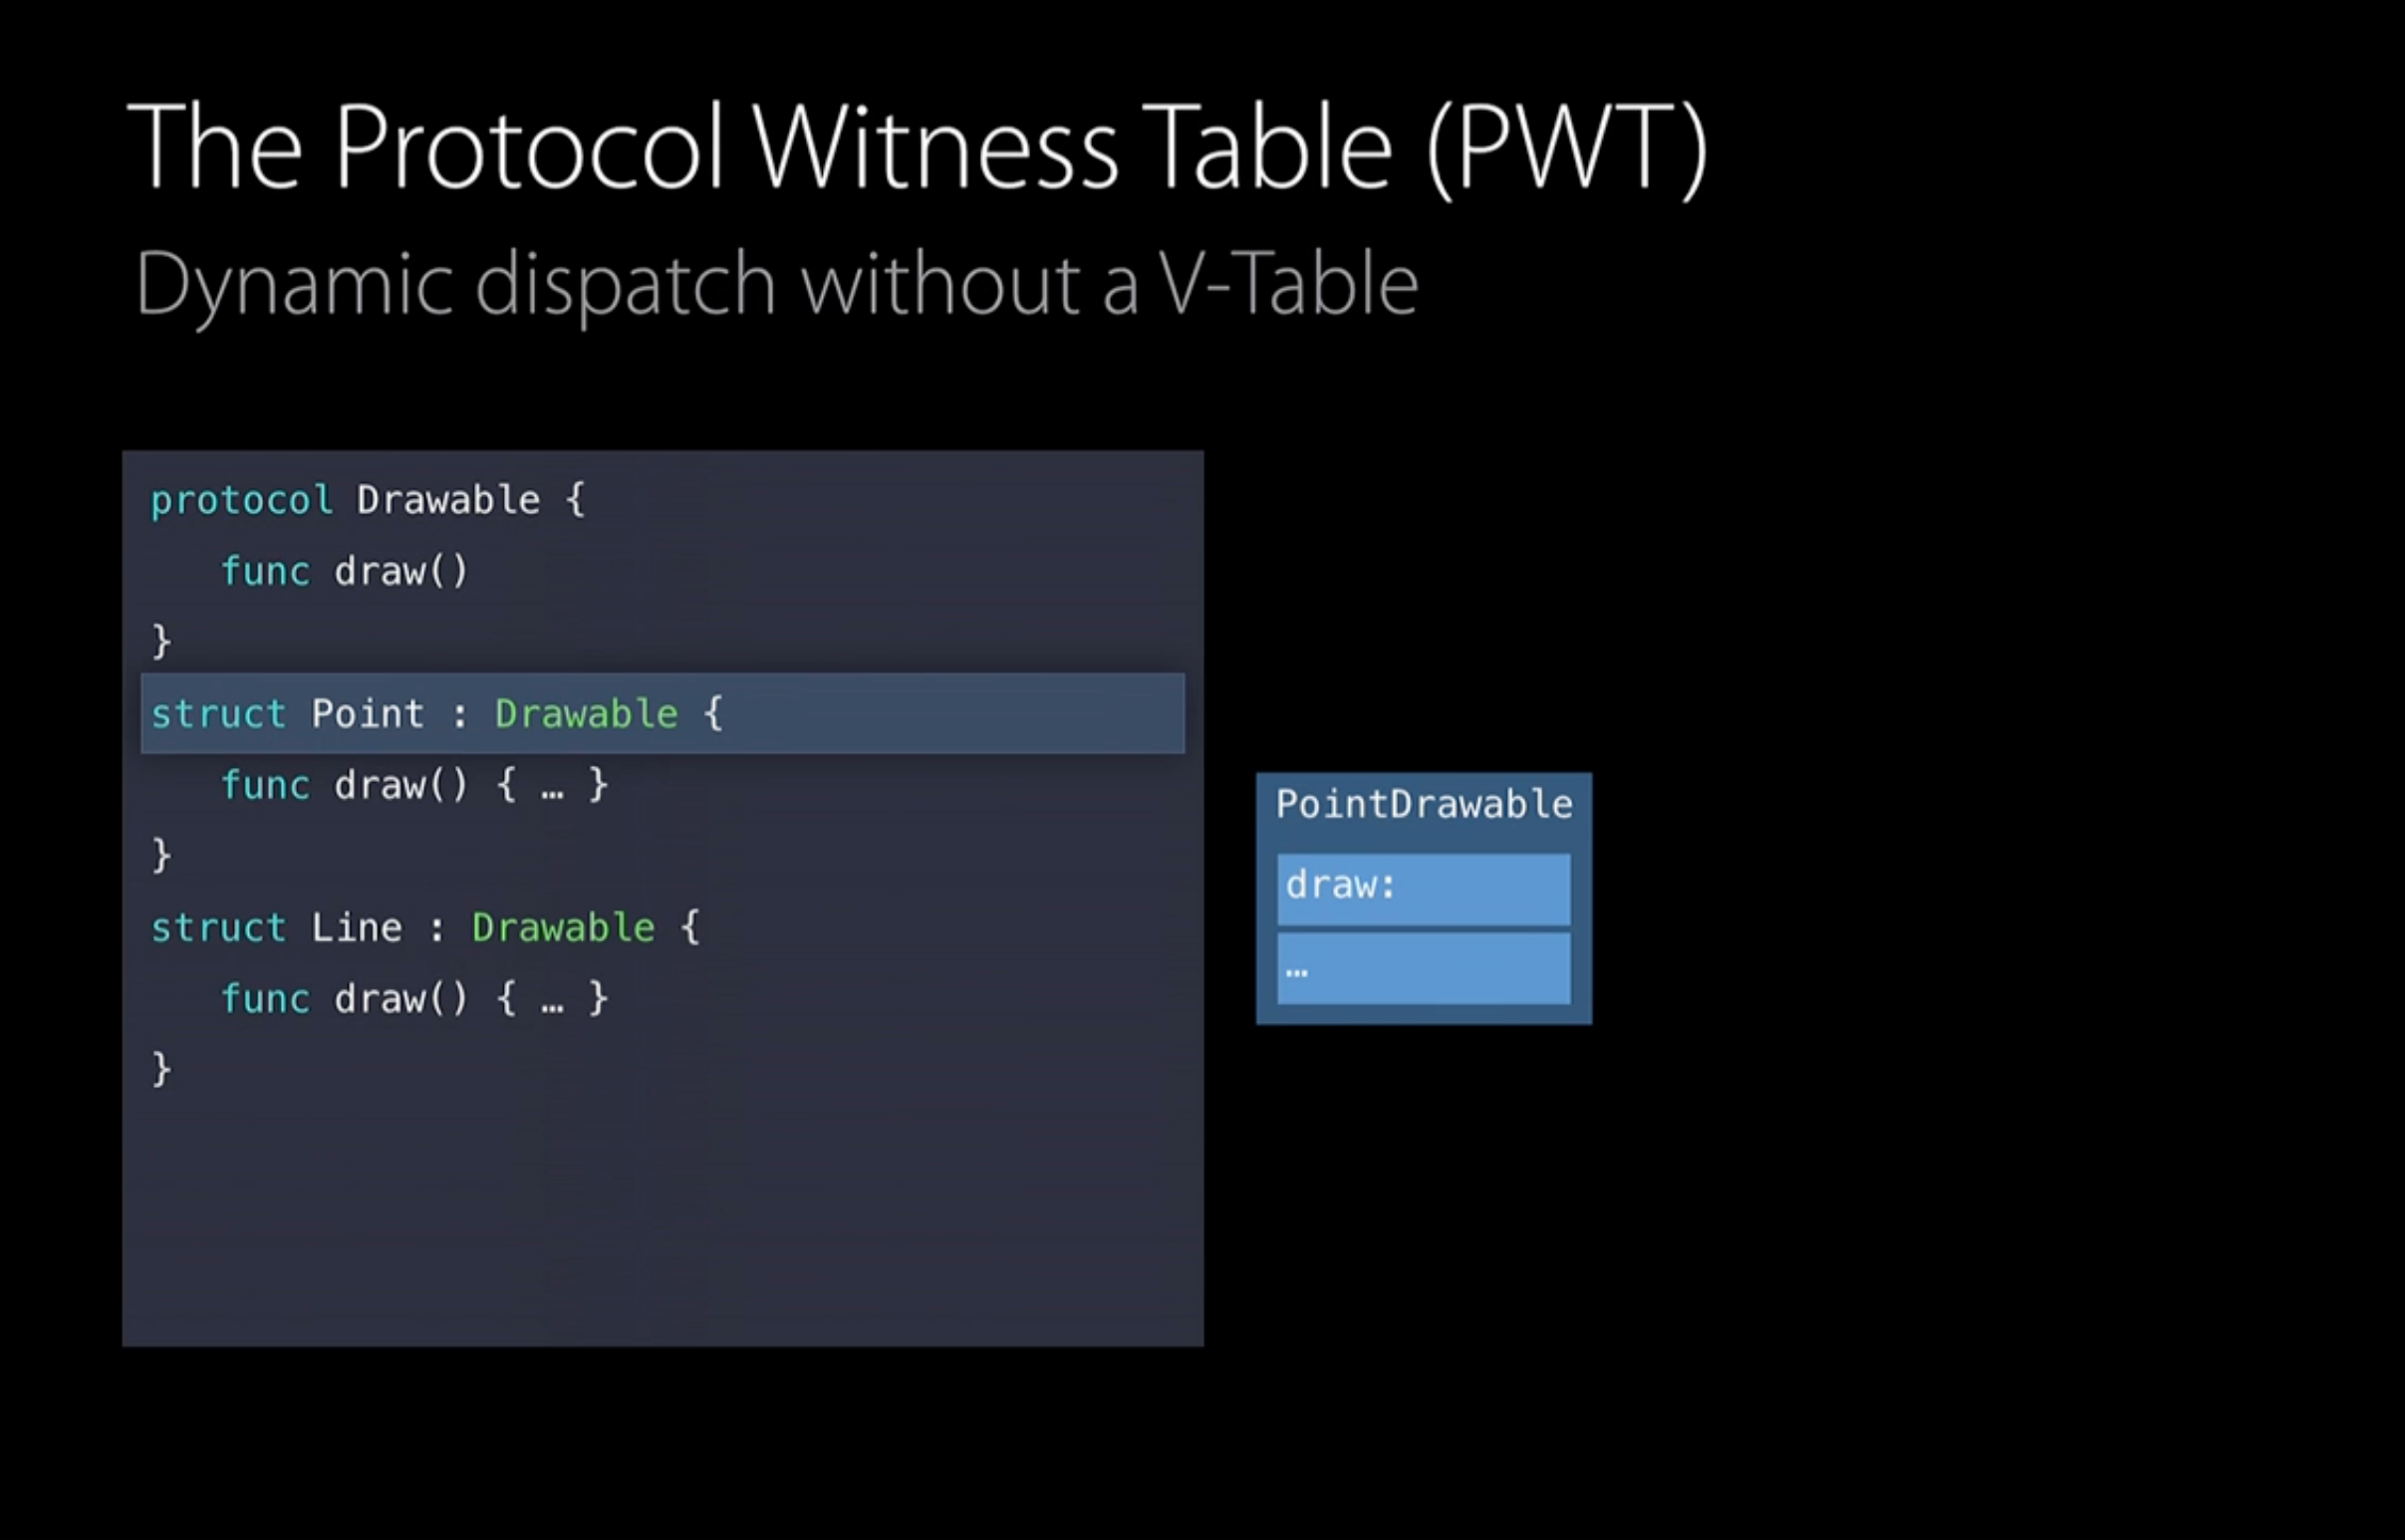 The Protocol Witness Table (PWT)
Dynamic dispatch without a V-Table
protocol Drawable {
   func draw()
}
struct Point : Drawable {
   func draw() { … }
}
struct Line : Drawable {
   func draw() { … }
}
PointDrawable
draw:
…